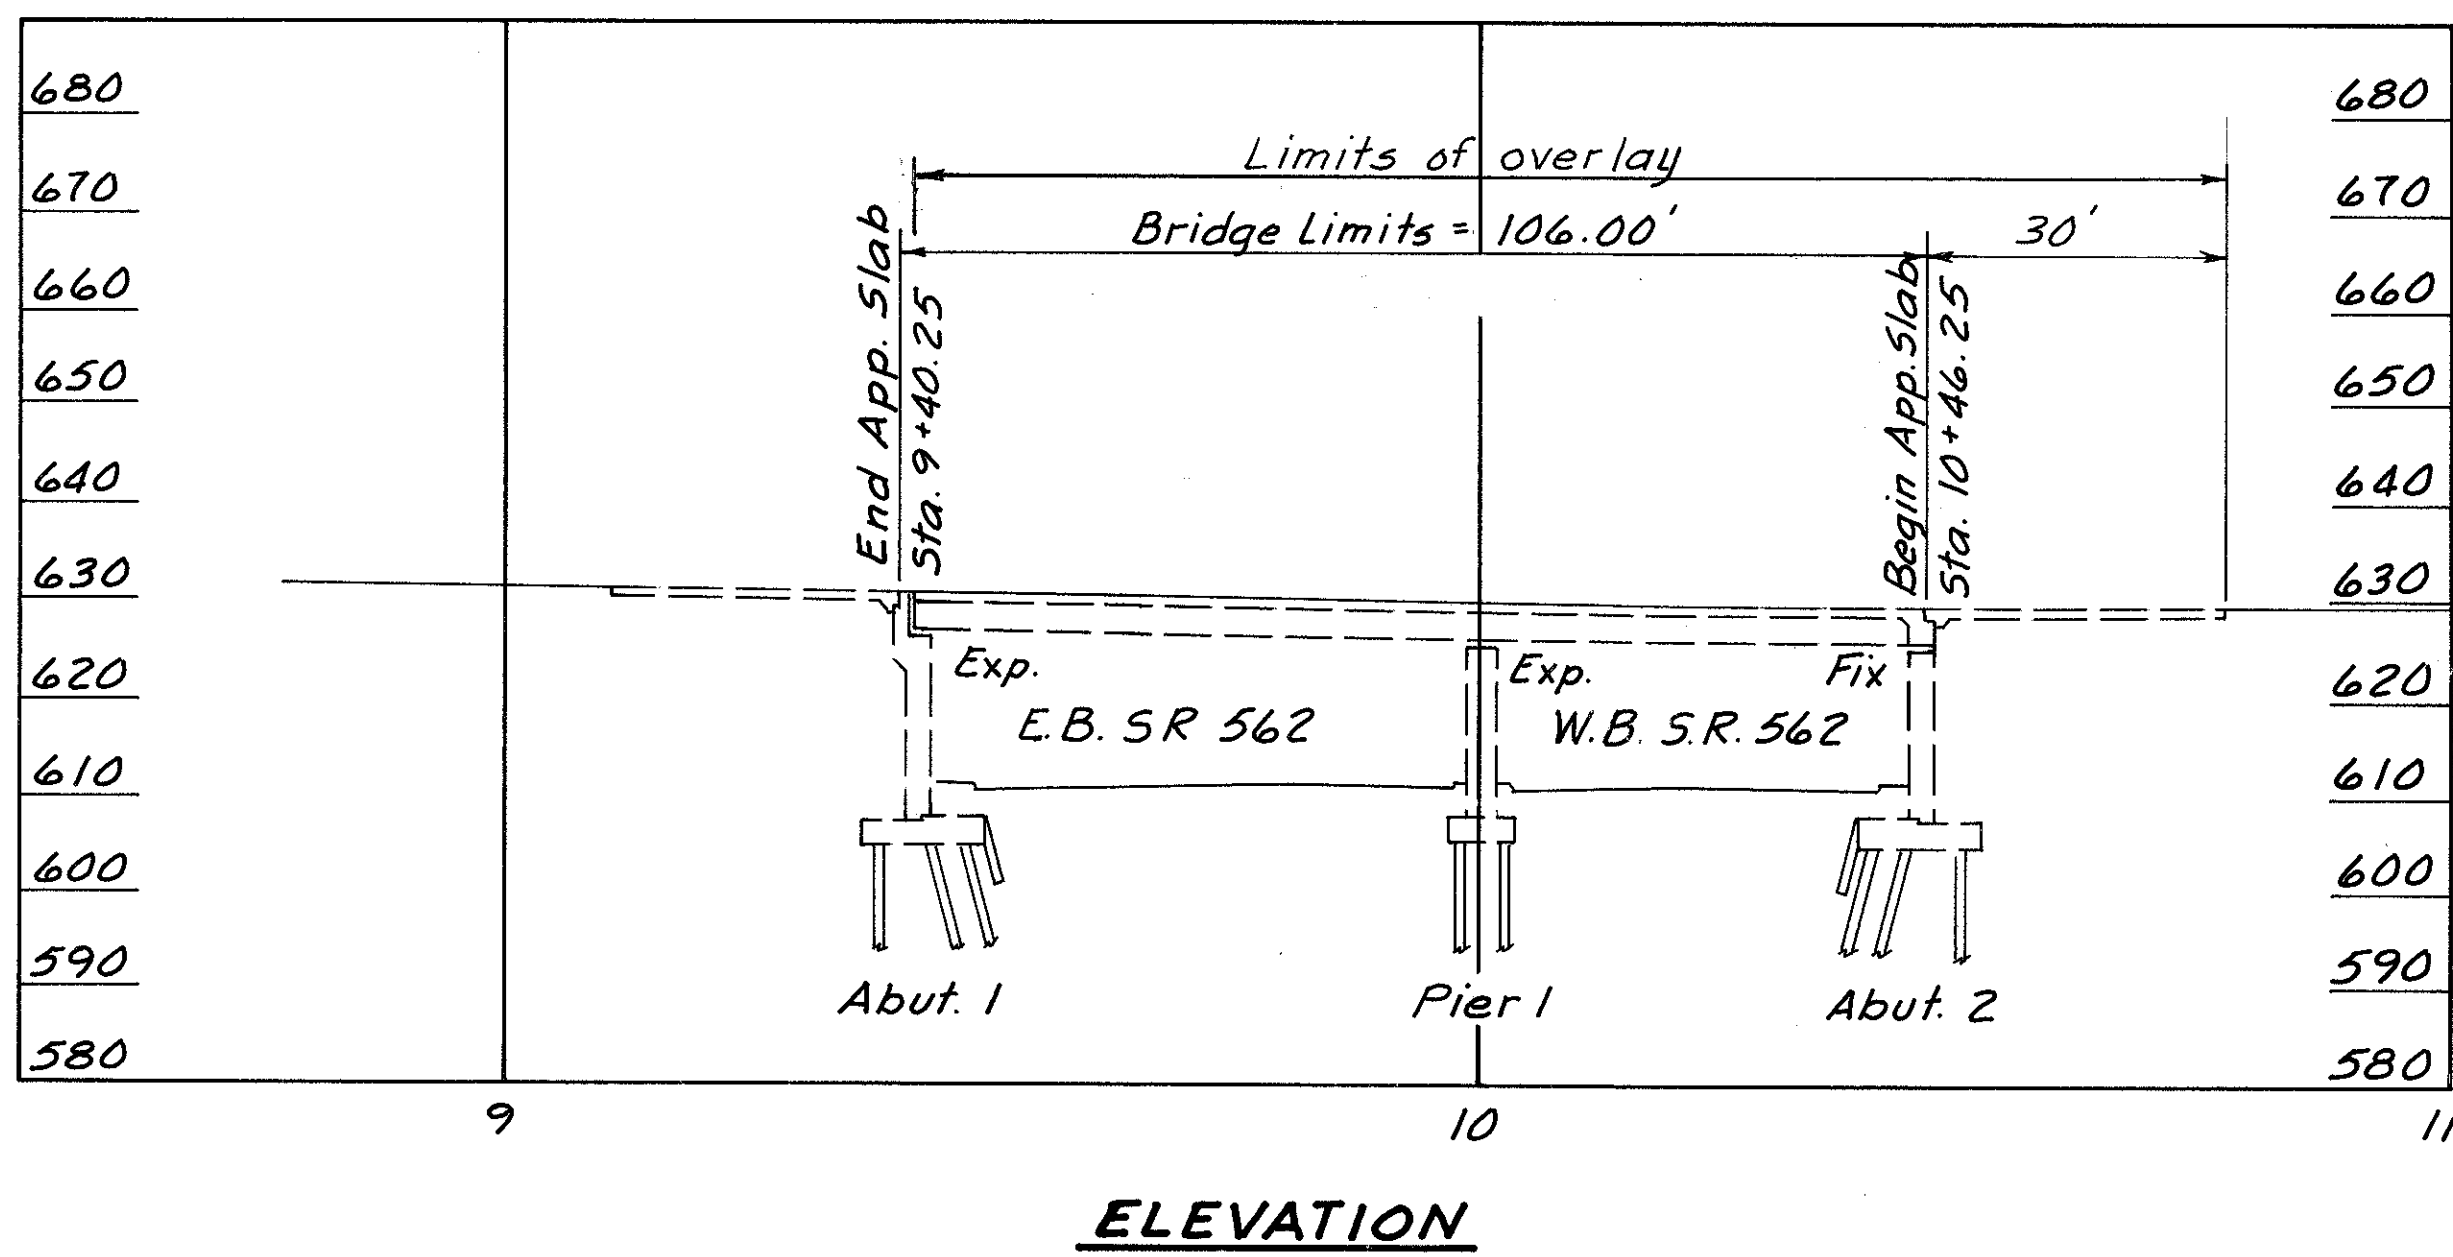 680
670
660
650
640
630
620
610
600
590
580
Limits of overlay
Bridge Limits = 106.00'
30'
End App. Slab
Sta. 9+40.25
Begin App. Slab
Sta. 10+46.25
Exp.
Exp.
Fix
E.B. SR 562
W.B. S.R. 562
Abut. 1
Pier 1
Abut. 2
680
670
660
650
640
630
620
610
600
590
580
9
10
11
ELEVATION